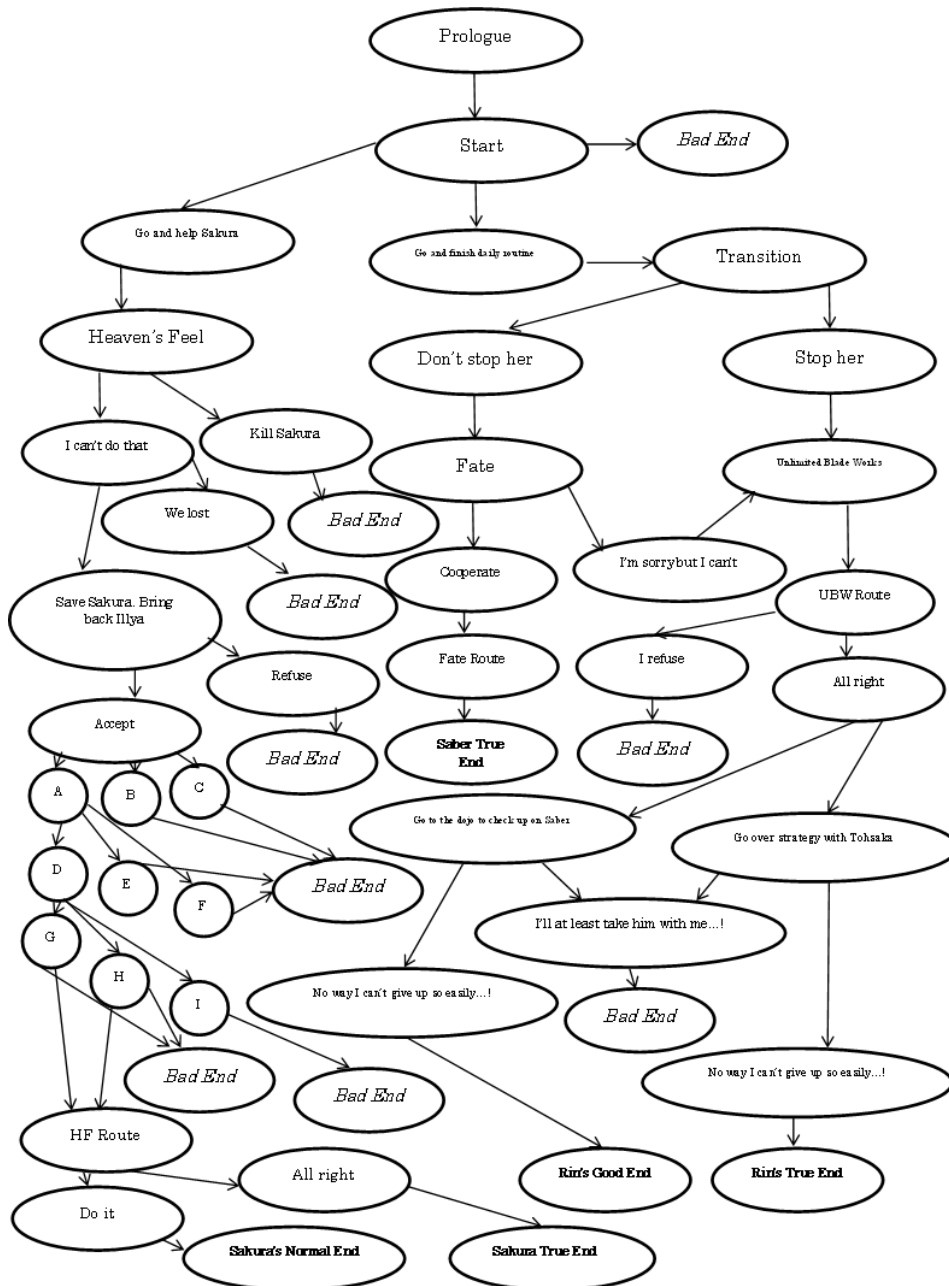 Prologue
Start
Bad End
Go and help Sakura
Go and finish daily routine
Transition
Heaven's Feel
Don't stop her
Stop her
I can't do that
Kill Sakura
Fate
Unlimited Blade Works
We lost
Bad End
I'm sorry but I can't
Cooperate
Bad End
Save Sakura. Bring
back Illya
UBW Route
Refuse
Fate Route
I refuse
All right
Accept
Bad End
Saber True
End
Bad End
A
B
C
Go to the dojo to check up on Saber
Go over strategy with Tohsaka
D
E
F
Bad End
I'll at least take him with me...!
G
H
I
No way I can't give up so easily...!
Bad End
Bad End
Bad End
No way I can't give up so easily...!
HF Route
All right
Rin's Good End
Rin's True End
Do it
Sakura's Normal End
Sakura True End